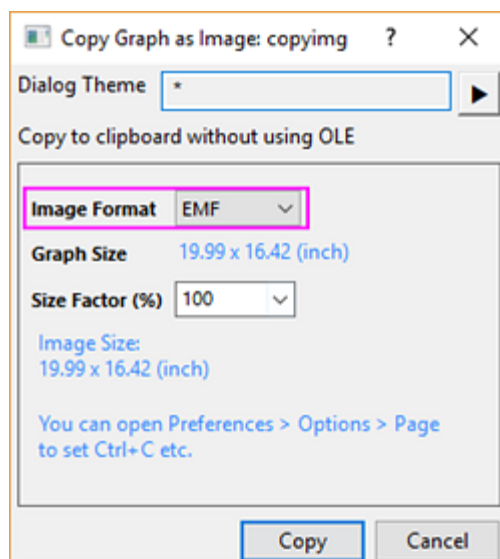 Copy Graph as Image: copyimg ?
Dialog Theme *
Copy to clipboard without using OLE
Image Format EMF
Graph Size 19.99 x 16.42 (inch)
Size Factor (%) 100
Image Size:
19.99 x 16.42 (inch)
You can open Preferences > Options > Page
to set Ctrl+C etc.
Copy Cancel